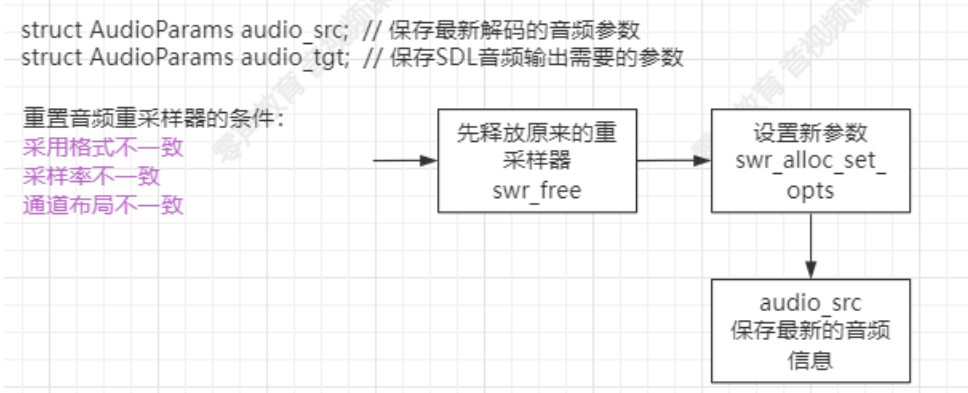 struct AudioParams audio_src;  // 保存最新解码的音频参数
struct AudioParams audio_tgt;  // 保存SDL音频输出需要的参数
重置音频重采样器的条件：
采用格式不一致
采样率不一致
通道布局不一致
先释放原来的重
采样器
swr_free
设置新参数
swr_alloc_set_
opts
audio_src
保存最新的音频
信息